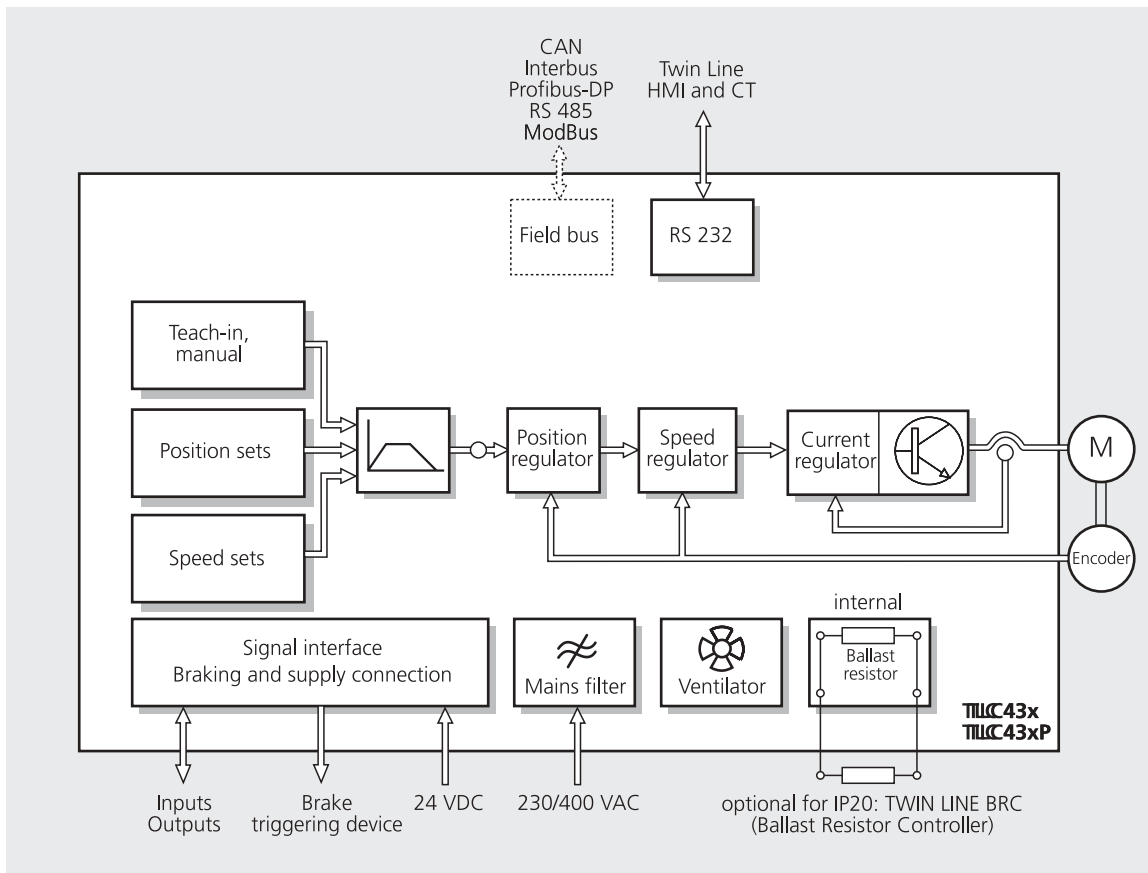 CAN
Interbus
Profibus-DP
RS 485
ModBus
Twin Line
HMI and CT
Field bus
RS 232
Teach-in,
manual
Position sets
Speed sets
Position
regulator
Speed
regulator
Current
regulator
M
Encoder
Signal interface
Braking and supply connection
Mains filter
Ventilator
internal
Ballast
resistor
Inputs
Outputs
Brake
triggering device
24 VDC
230/400 VAC
optional for IP20: TWIN LINE BRC
(Ballast Resistor Controller)